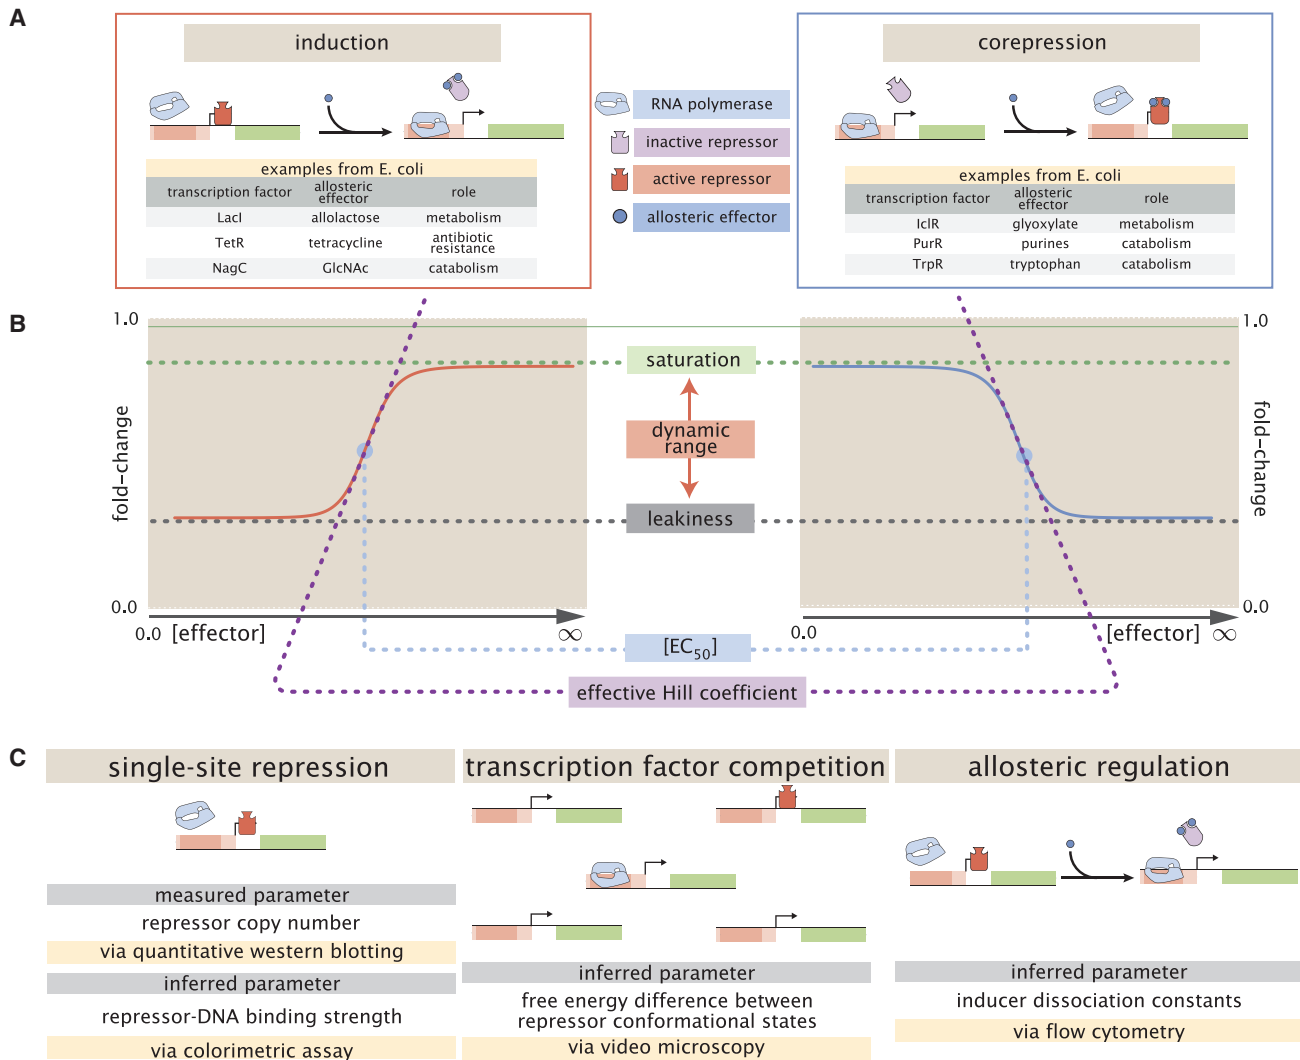 A
induction
examples from E. coli
transcription factor
allosteric
effector
role
LacI
allolactose
metabolism
TetR
tetracycline
antibiotic
resistance
NagC
GlcNAc
catabolism
RNA polymerase
inactive repressor
active repressor
allosteric effector
corepression
examples from E. coli
transcription factor
allosteric
effector
role
IclR
glyoxylate
metabolism
PurR
purines
catabolism
TrpR
tryptophan
catabolism
B
1.0
fold-change
0.0
0.0
[effector]
∞
saturation
dynamic
range
leakiness
[EC50]
effective Hill coefficient
1.0
fold-change
0.0
0.0
[effector]
∞
C
single-site repression
measured parameter
repressor copy number
via quantitative western blotting
inferred parameter
repressor-DNA binding strength
via colorimetric assay
transcription factor competition
inferred parameter
free energy difference between
repressor conformational states
via video microscopy
allosteric regulation
inferred parameter
inducer dissociation constants
via flow cytometry